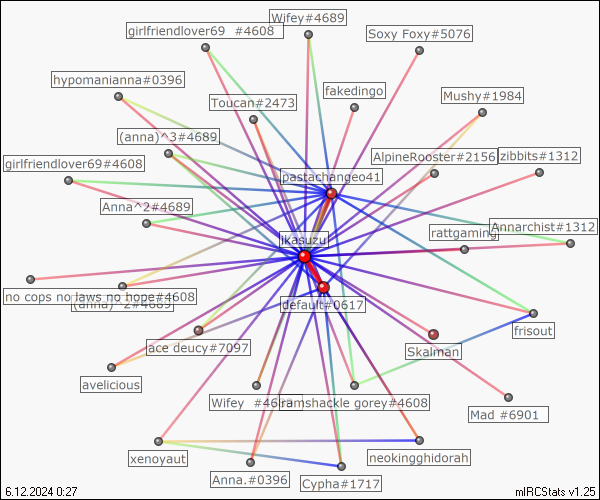 Wifey#4689
girlfriendlover69 #4608
Soxy Foxy#5076
hypomanianna#0396
fakedingo
Toucan#2473
Mushy#1984
(anna)^3#4689
girlfriendlover69#4608
AlpineRooster#2156
zibbits#1312
pastachangeo41
Anna^2#4689
Annarchist#1312
rattgaming
jkasuzu
no cops no laws no hope#4608
(anna)^2#4689
default#0617
frisout
ace deucy#7097
Skalman
avelicious
Wifey #46
ramshackle gorey#4608
Mad #6901
xenoyaut
neokingghidorah
Anna.#0396
Cypha#1717
6.12.2024 0:27
mIRCStats v1.25